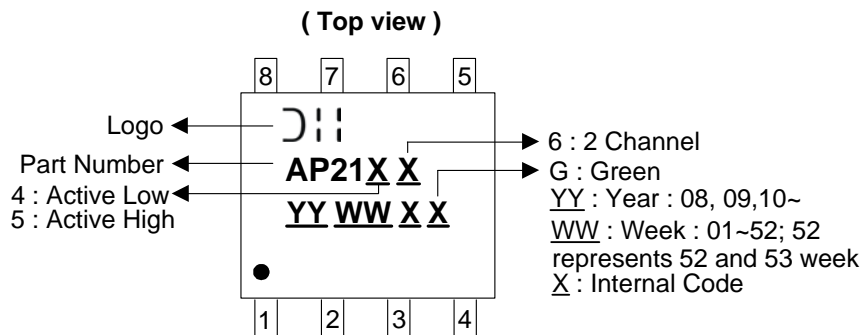 ( Top view )
8 7 6 5
Logo
Part Number
4 : Active Low
5 : Active High
AP21X X
YY WW X X
6 : 2 Channel
G : Green
YY : Year : 08, 09,10~
WW : Week : 01~52; 52
represents 52 and 53 week
X : Internal Code
1 2 3 4